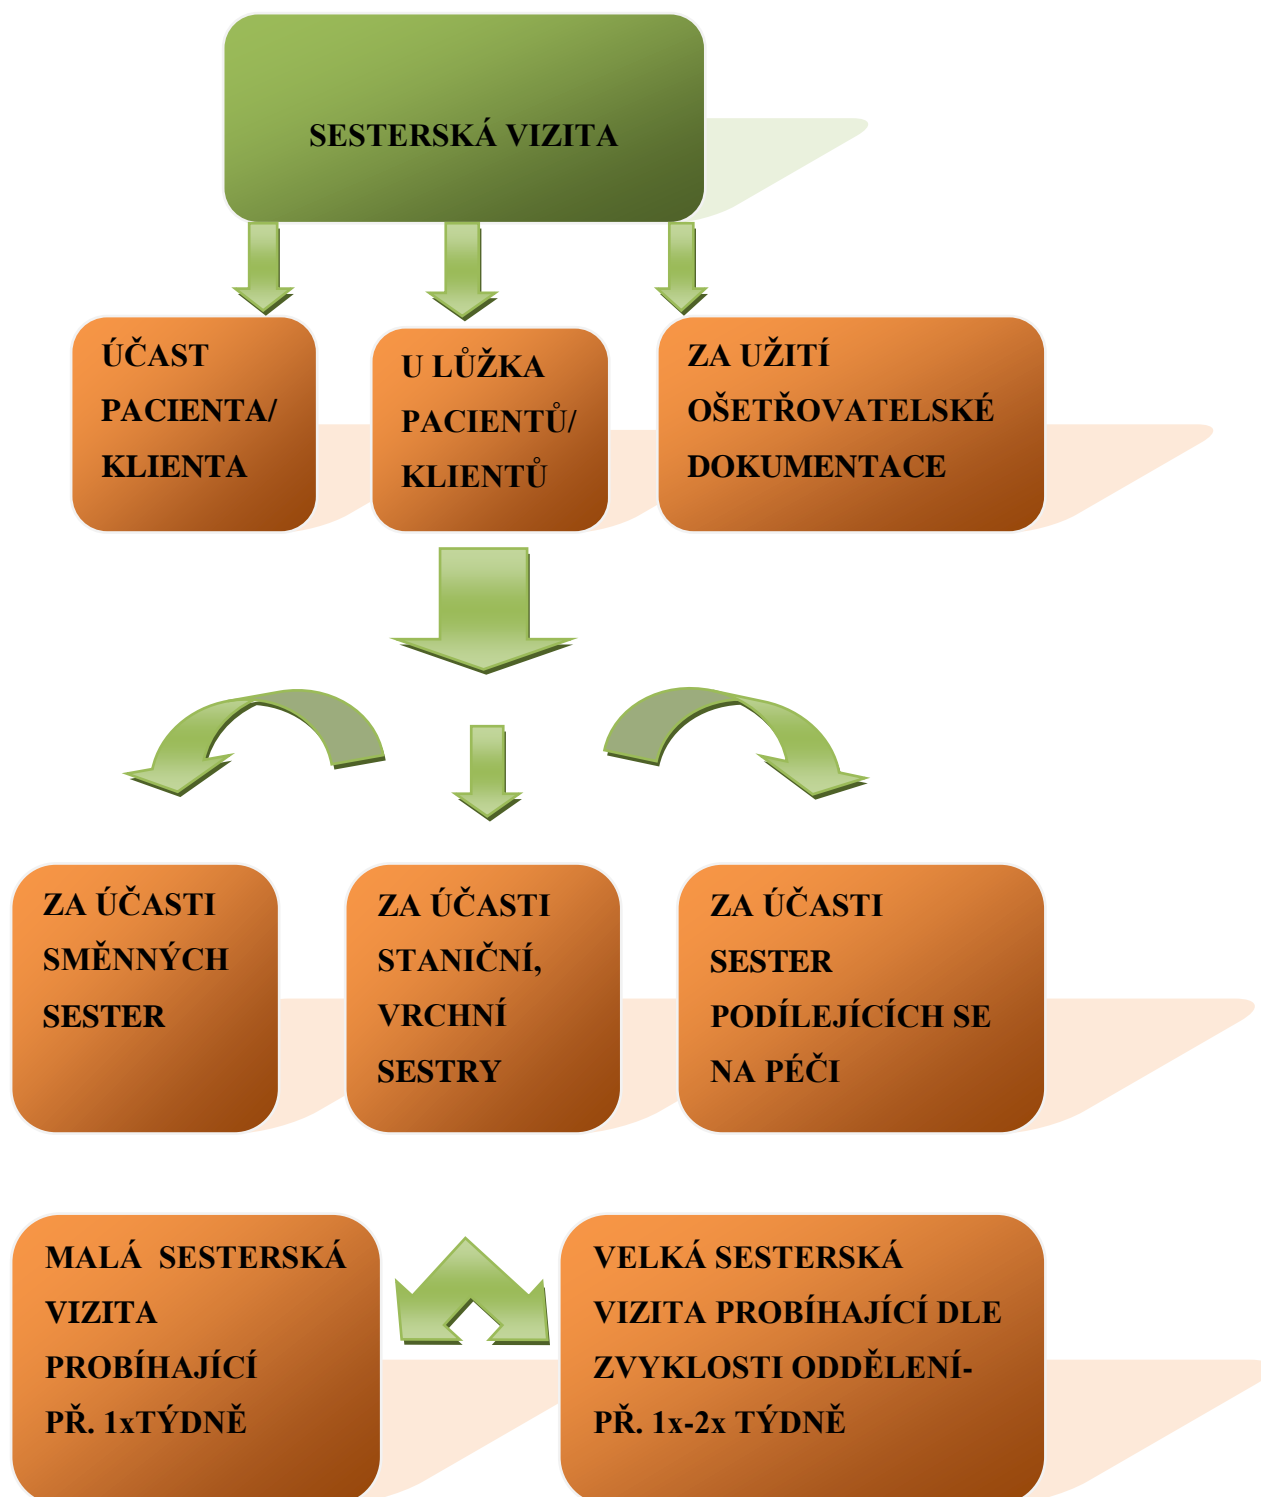 SESTERSKÁ VIZITA
ÚČAST
PACIENTA/
KLIENTA
U LŮŽKA
PACIENTŮ/
KLIENTŮ
ZA UŽITÍ
OŠETŘOVATELSKÉ
DOKUMENTACE
ZA ÚČASTI
SMĚNNÝCH
SESTER
ZA ÚČASTI
STANIČNÍ,
VRCHNÍ
SESTRY
ZA ÚČASTI
SESTER
PODÍLEJÍCÍCH SE
NA PÉČI
MALÁ  SESTERSKÁ
VIZITA
PROBÍHAJÍCÍ
PŘ. 1xTÝDNĚ
VELKÁ SESTERSKÁ
VIZITA PROBÍHAJÍCÍ DLE
ZVYKLOSTI ODDĚLENÍ-
PŘ. 1x-2x TÝDNĚ